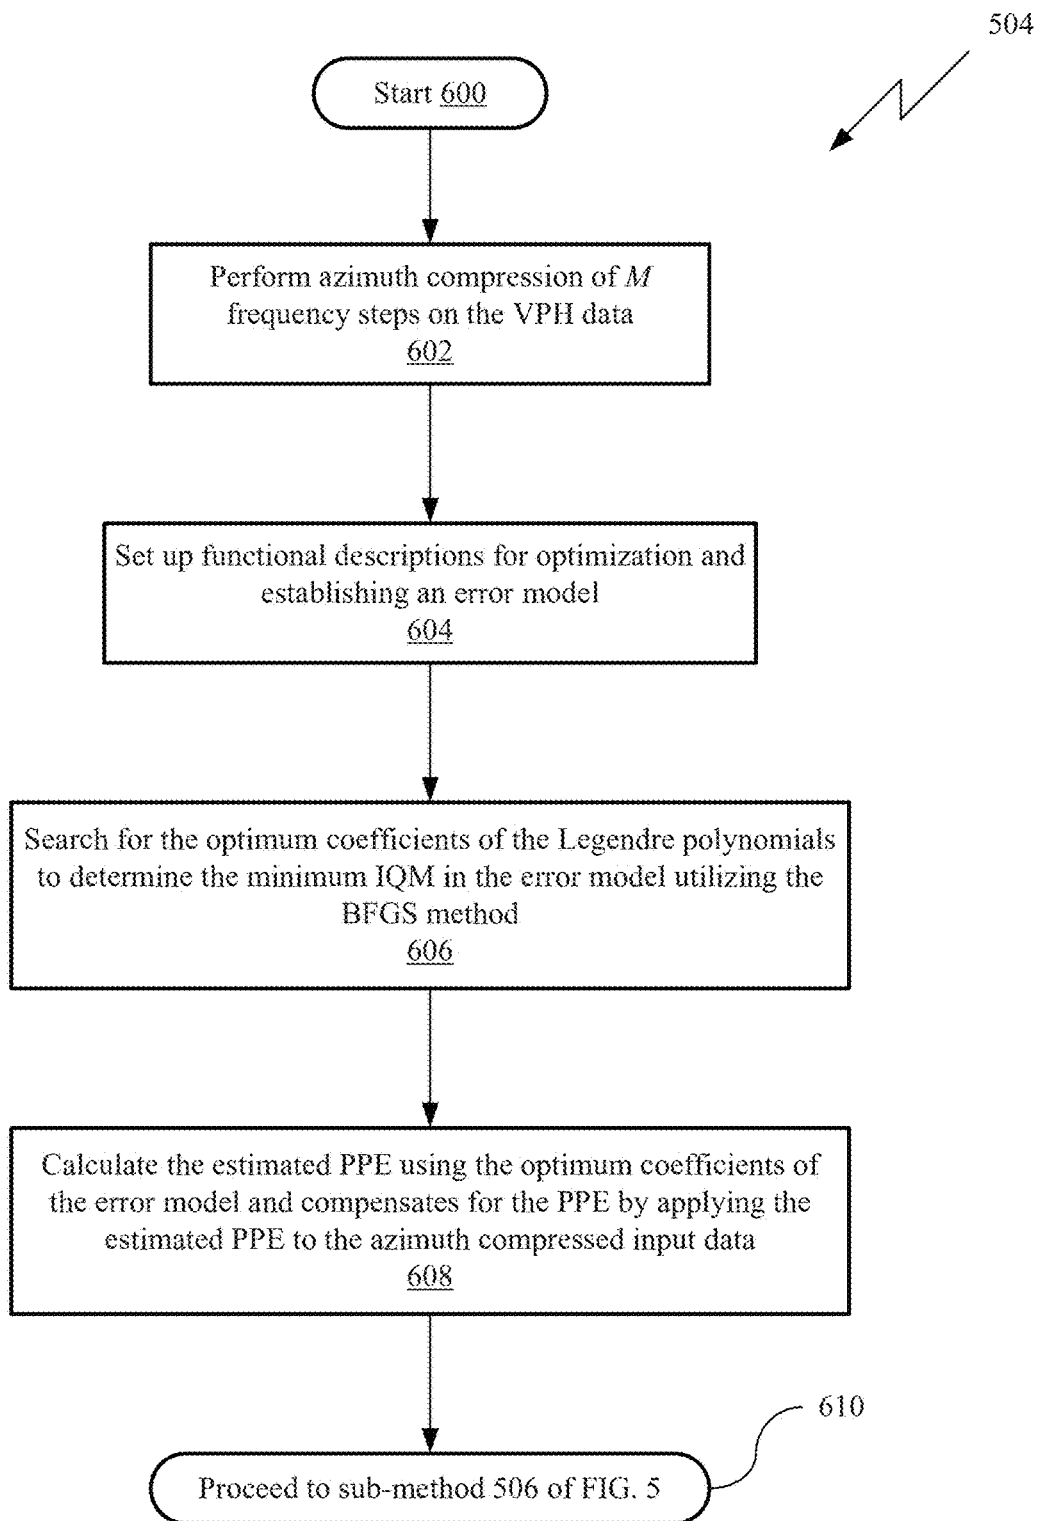 504
Start 600
Perform azimuth compression of M
frequency steps on the VPH data
602
Set up functional descriptions for optimization and
establishing an error model
604
Search for the optimum coefficients of the Legendre polynomials
to determine the minimum IQM in the error model utilizing the
BFGS method
606
Calculate the estimated PPE using the optimum coefficients of
the error model and compensates for the PPE by applying the
estimated PPE to the azimuth compressed input data
608
610
Proceed to sub-method 506 of FIG. 5